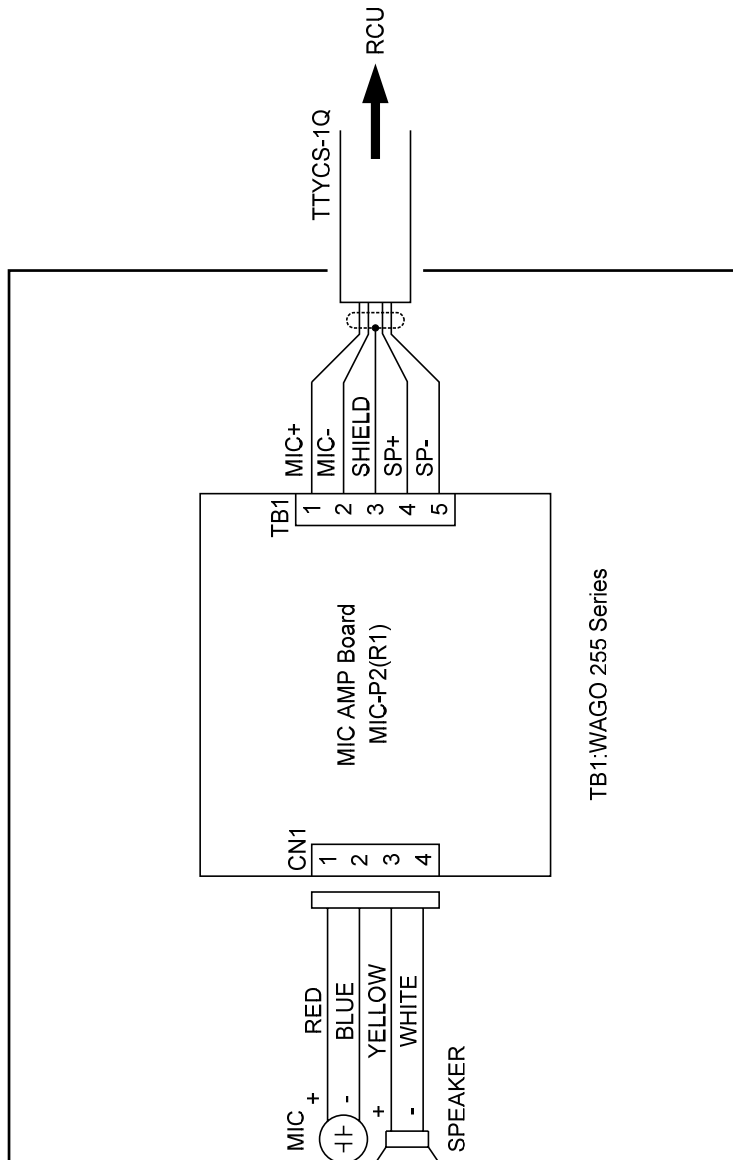 MIC
+
RED
-
BLUE
+
YELLOW
-
WHITE
SPEAKER
CN1
1
2
3
4
MIC AMP Board
MIC-P2(R1)
TB1
1
2
3
4
5
MIC+
MIC-
SHIELD
SP+
SP-
TTYCS-1Q
RCU
TB1:WAGO 255 Series